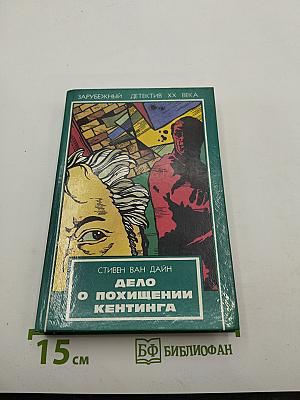 ЗАРУБЕЖНЫЙ ДЕТЕКТИВ XX ВЕКА
СТИВЕН ВАН ДАЙН
ДЕЛО
О ПОХИЩЕНИИ
КЕНТИНГА
15 см
БФ БИБЛИОФАН